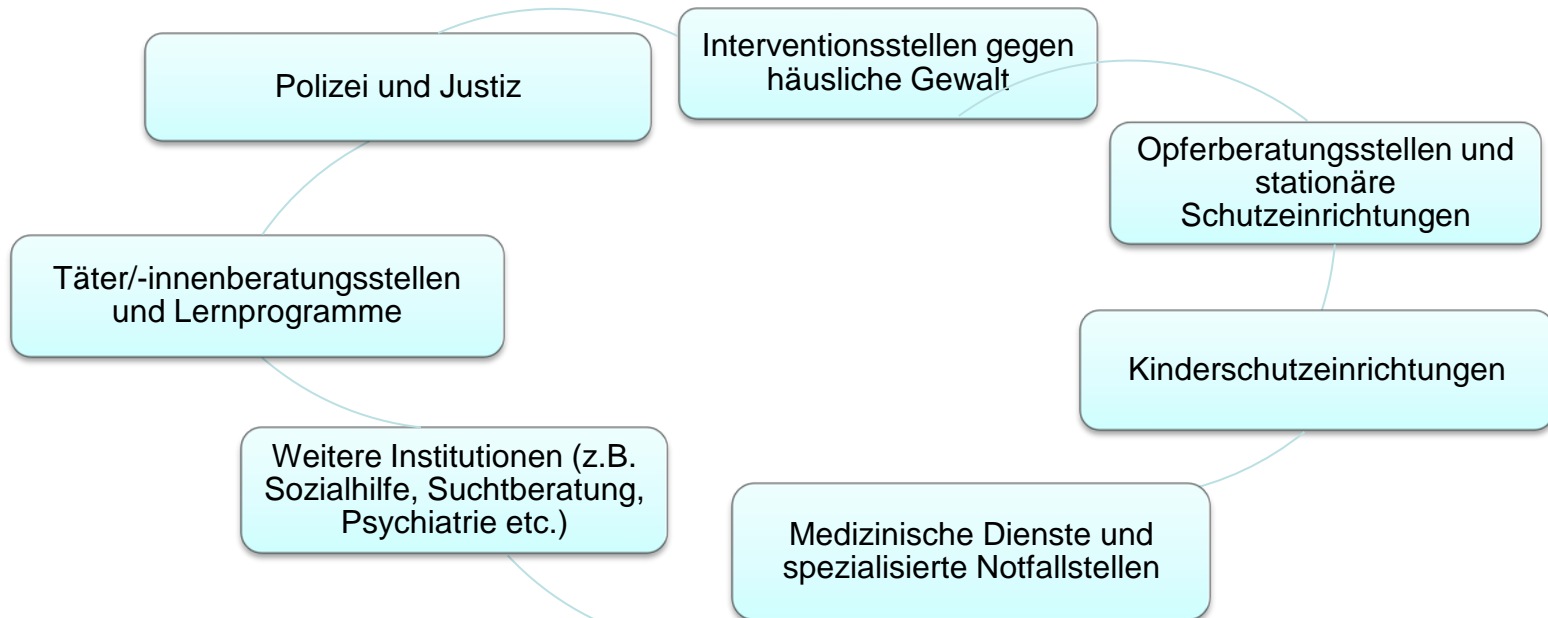 Interventionsstellen gegen
häusliche Gewalt
Polizei und Justiz
Opferberatungsstellen und
stationäre
Schutzeinrichtungen
Täter/-innenberatungsstellen
und Lernprogramme
Kinderschutzeinrichtungen
Weitere Institutionen (z.B.
Sozialhilfe, Suchtberatung,
Psychiatrie etc.)
Medizinische Dienste und
spezialisierte Notfallstellen